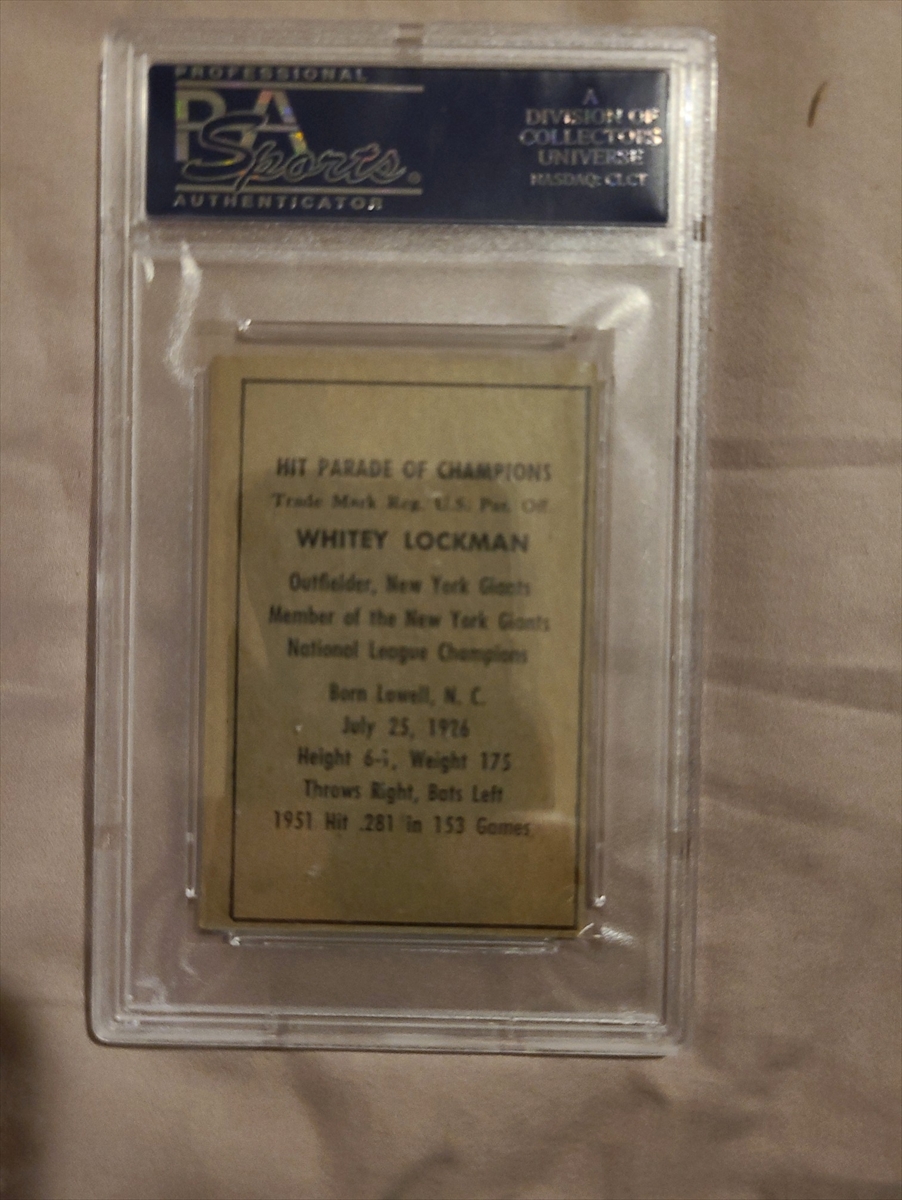 PROFESSIONAL
PSA
Sports®
AUTHENTICATOR
A
DIVISION OF
COLLECTORS
UNIVERSE
NASDAQ: CLCT
HIT PARADE OF CHAMPIONS
Trade Mark Reg. U.S. Pat. Off.
WHITEY LOCKMAN
Outfielder, New York Giants
Member of the New York Giants
National League Champions
Born Lowell, N. C.
July 25, 1926
Height 6-1, Weight 175
Throws Right, Bats Left
1951 Hit .281 in 153 Games